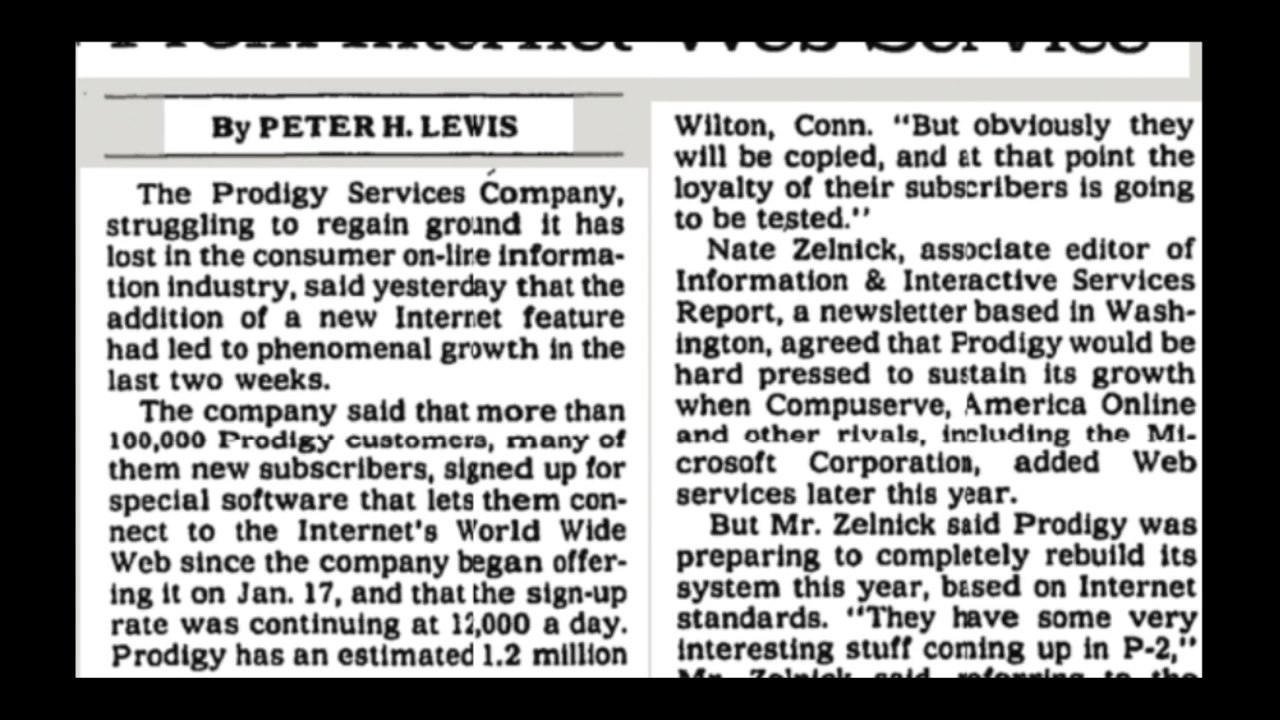 By PETER H. LEWIS
The Prodigy Services Company,
struggling to regain ground it has
lost in the consumer on-line informa-
tion industry, said yesterday that the
addition of a new Internet feature
had led to phenomenal growth in the
last two weeks.
The company said that more than
100,000 Prodigy customers, many of
them new subscribers, signed up for
special software that lets them con-
nect to the Internet's World Wide
Web since the company began offer-
ing it on Jan. 17, and that the sign-up
rate was continuing at 12,000 a day.
Prodigy has an estimated 1.2 million
Wilton, Conn. “But obviously they
will be copied, and at that point the
loyalty of their subscribers is going
to be tested.”
Nate Zelnick, associate editor of
Information & Interactive Services
Report, a newsletter based in Wash-
ington, agreed that Prodigy would be
hard pressed to sustain its growth
when Compuserve, America Online
and other rivals, including the Mi-
crosoft Corporation, added Web
services later this year.
But Mr. Zelnick said Prodigy was
preparing to completely rebuild its
system this year, based on Internet
standards. “They have some very
interesting stuff coming up in P-2,”